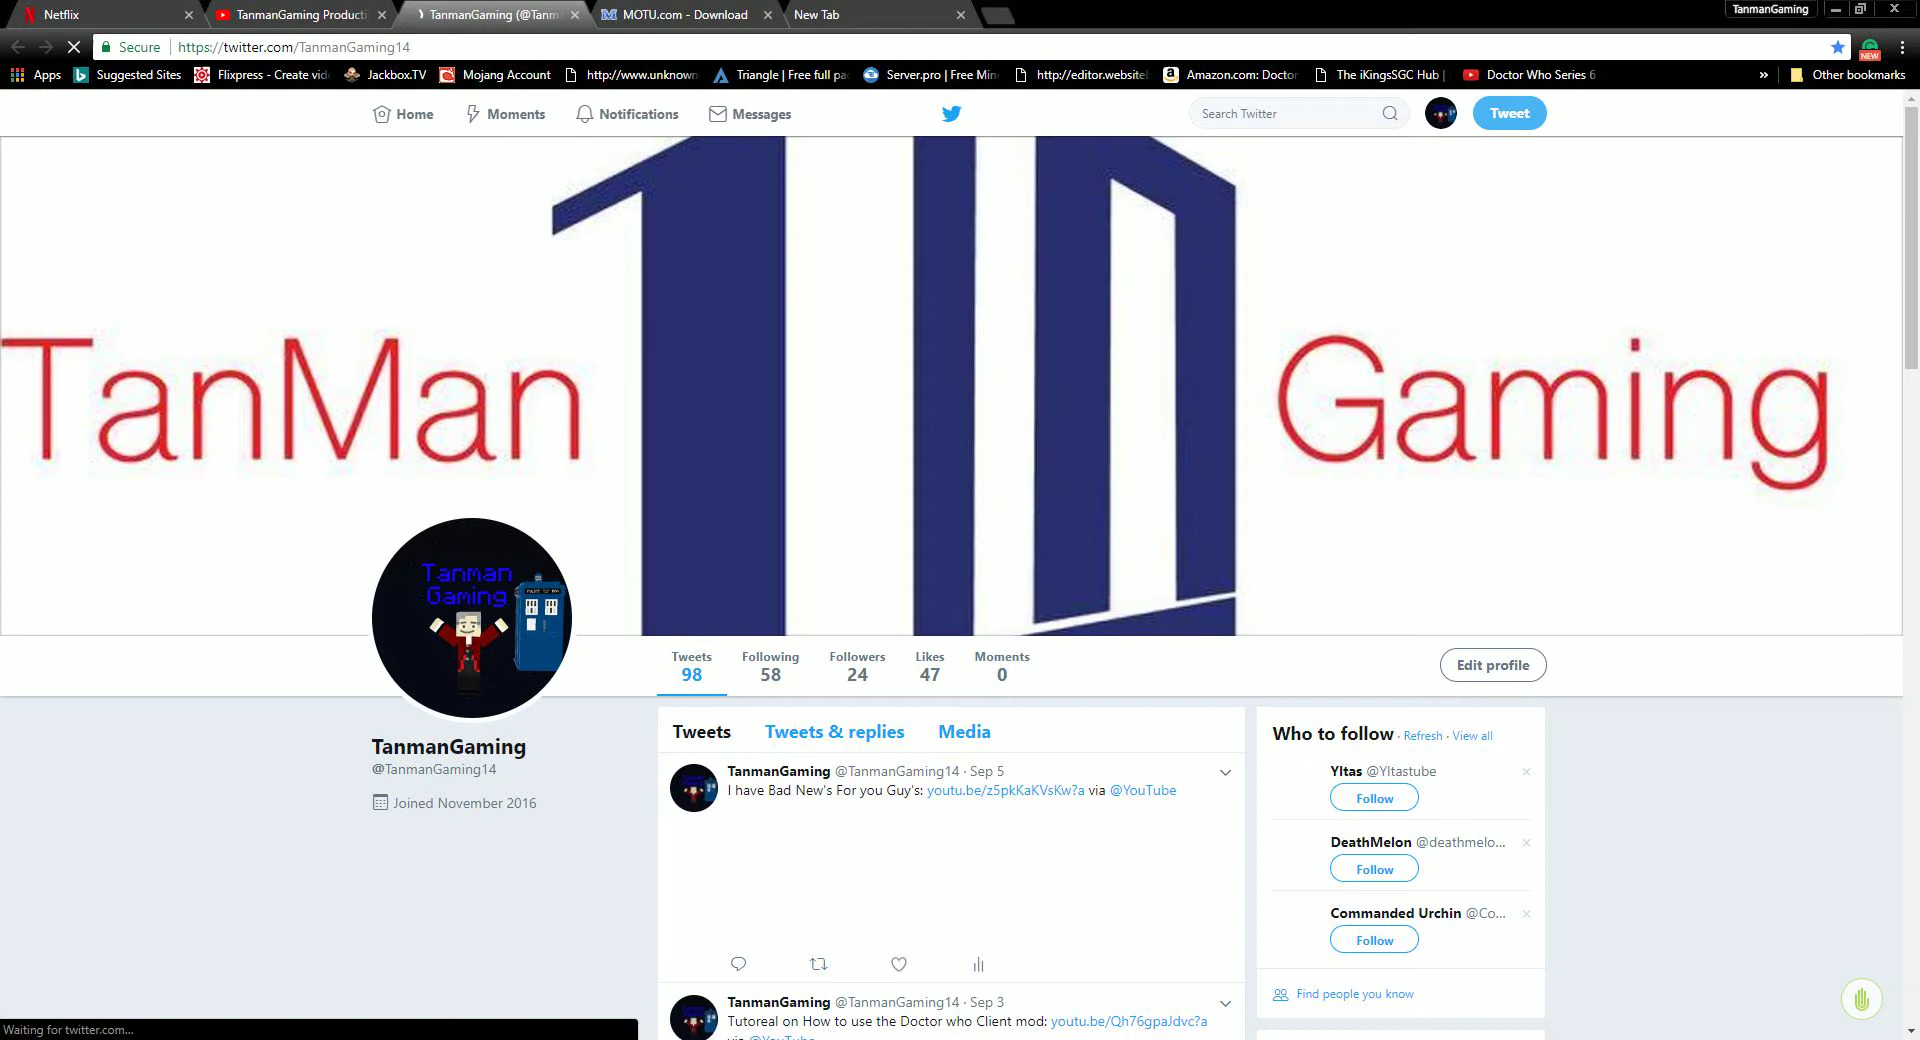 Netflix
TanmanGaming Producti
TanmanGaming (@Tanm
MOTU.com - Download
New Tab
TanmanGaming
Secure
https://twitter.com/TanmanGaming14
NEW
Apps
Suggested Sites
Flixpress - Create vid
Jackbox.TV
Mojang Account
http://www.unknown
Triangle | Free full pa
Server.pro | Free Min
http://editor.website
Amazon.com: Doctor
The iKingsSGC Hub |
Doctor Who Series 6
»
Other bookmarks
Home
Moments
Notifications
Messages
Search Twitter
Tweet
TanMan
Gaming
Tanman
Gaming
Tweets
98
Following
58
Followers
24
Likes
47
Moments
0
Edit profile
TanmanGaming
@TanmanGaming14
Joined November 2016
Tweets
Tweets & replies
Media
TanmanGaming @TanmanGaming14 · Sep 5
I have Bad New's For you Guy's: youtu.be/z5pkKaKVsKw?a via @YouTube
TanmanGaming @TanmanGaming14 · Sep 3
Tutoreal on How to use the Doctor who Client mod: youtu.be/Qh76gpaJdvc?a
via @YouTube
Who to follow · Refresh · View all
Yltas @Yltastube
Follow
DeathMelon @deathmelo...
Follow
Commanded Urchin @Co...
Follow
Find people you know
Waiting for twitter.com...